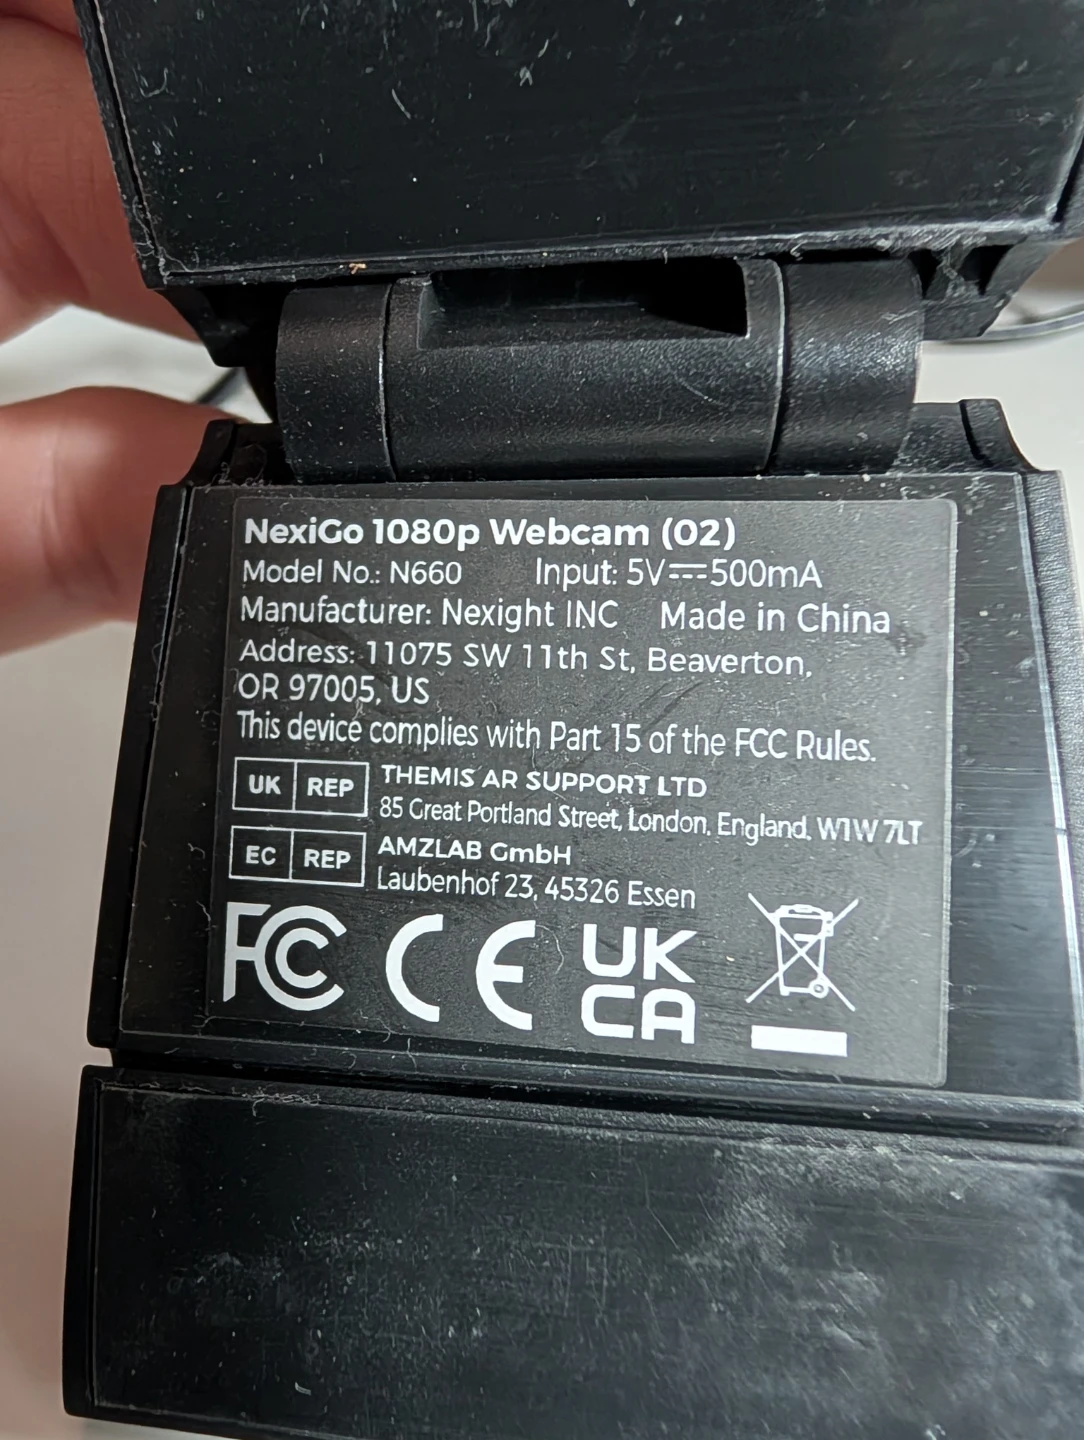 NexiGo 1080p Webcam (02)
Model No.: N660 Input: 5V⎓500mA
Manufacturer: Nexight INC Made in China
Address: 11075 SW 11th St, Beaverton,
OR 97005, US
This device complies with Part 15 of the FCC Rules.
UK REP THEMIS AR SUPPORT LTD
85 Great Portland Street, London, England, W1W 7LT
EC REP AMZLAB GmbH
Laubenhof 23, 45326 Essen
FC CE UK
CA